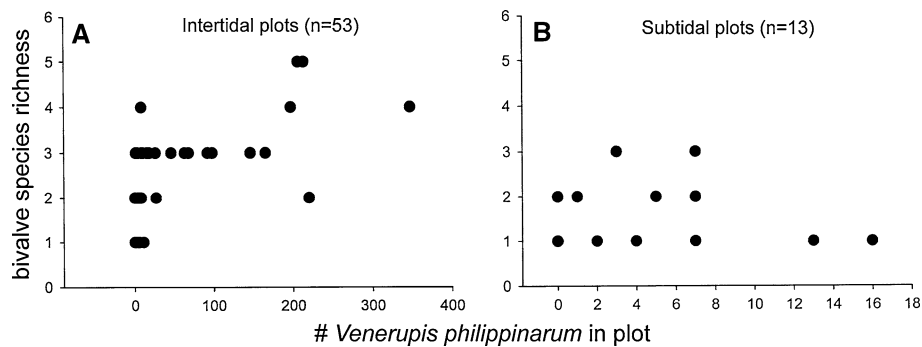 A
Intertidal plots (n=53)
B
Subtidal plots (n=13)
bivalve species richness
6
5
4
3
2
1
0
0 100 200 300 400
6
5
4
3
2
1
0
0 2 4 6 8 10 12 14 16 18
# Venerupis philippinarum in plot